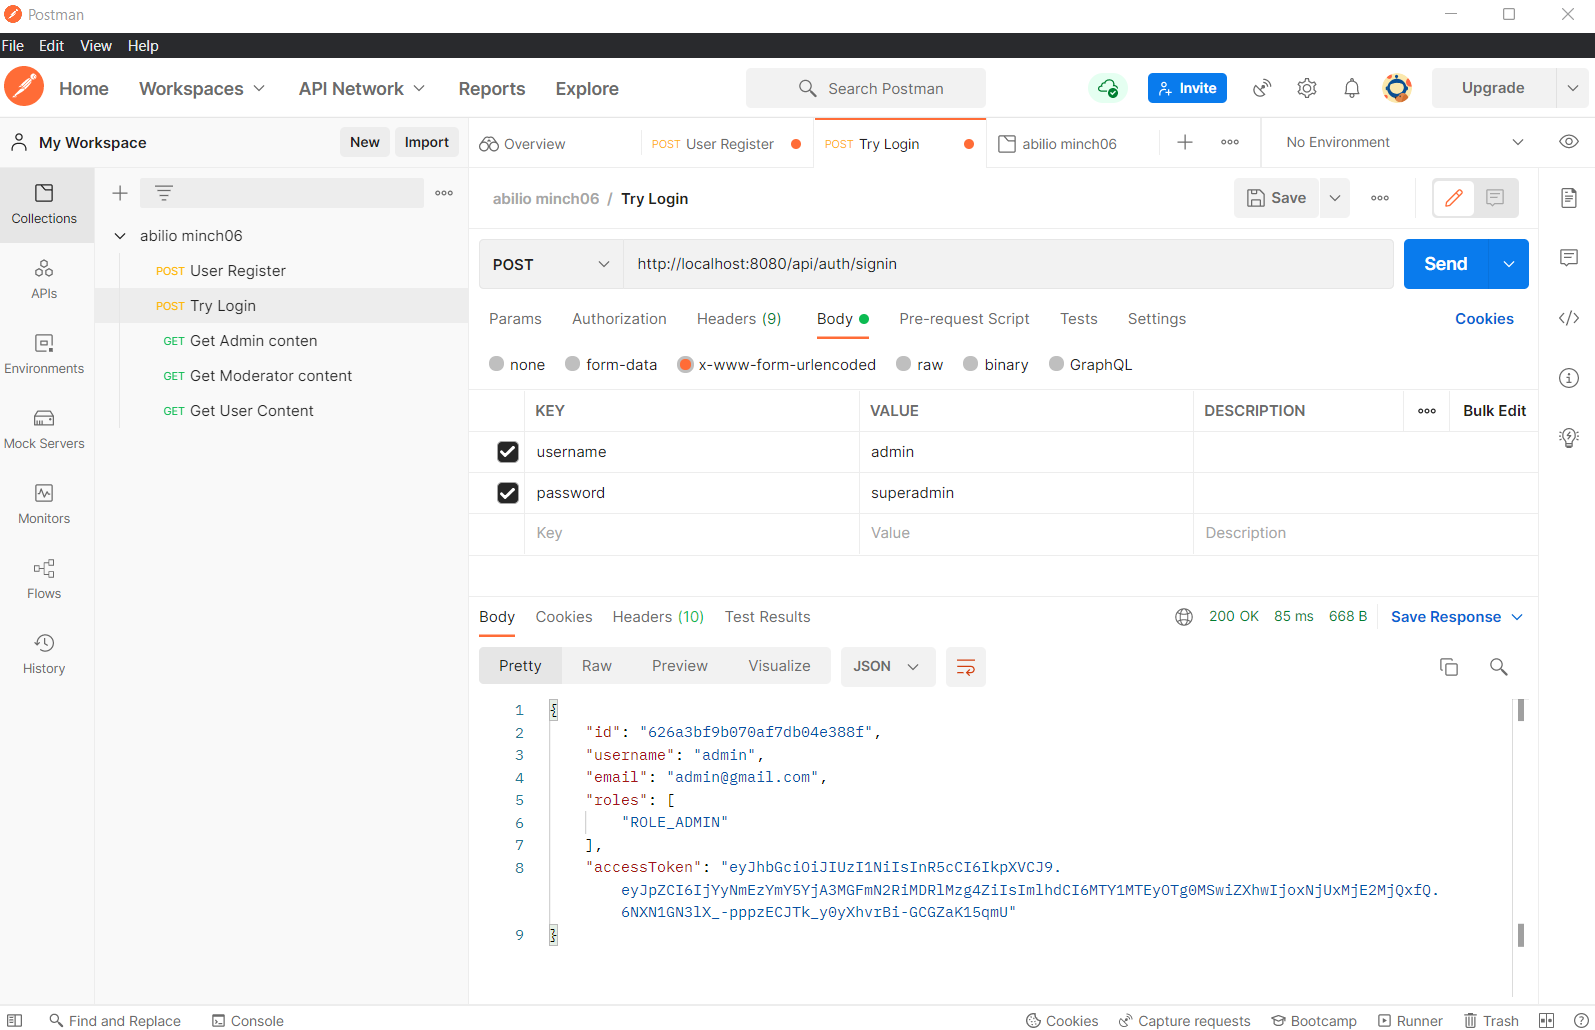 Postman
File Edit View Help
Home Workspaces API Network Reports Explore Search Postman Invite Upgrade
My Workspace New Import Overview POST User Register POST Try Login abilio minch06 No Environment
Collections
APIs
Environments
Mock Servers
Monitors
Flows
History
abilio minch06
POST User Register
POST Try Login
GET Get Admin conten
GET Get Moderator content
GET Get User Content
abilio minch06 / Try Login Save
POST http://localhost:8080/api/auth/signin Send
Params Authorization Headers (9) Body Pre-request Script Tests Settings Cookies
none form-data x-www-form-urlencoded raw binary GraphQL
KEY VALUE DESCRIPTION Bulk Edit
username admin
password superadmin
Key Value Description
Body Cookies Headers (10) Test Results 200 OK 85 ms 668 B Save Response
Pretty Raw Preview Visualize JSON
1 {
2 "id": "626a3bf9b070af7db04e388f",
3 "username": "admin",
4 "email": "admin@gmail.com",
5 "roles": [
6 "ROLE_ADMIN"
7 ],
8 "accessToken": "eyJhbGciOiJIUzI1NiIsInR5cCI6IkpXVCJ9.
eyJpZCI6IjYyNmEzYmY5YjA3MGFmN2RiMDRlMzg4ZiIsImlhdCI6MTY1MTEyOTg0MSwiZXhwIjoxNjUxMjE2MjQxfQ.
6NXN1GN3lX_-pppzECJTk_y0yXhvrBi-GCGZaK15qmU"
9 }
Find and Replace Console Cookies Capture requests Bootcamp Runner Trash